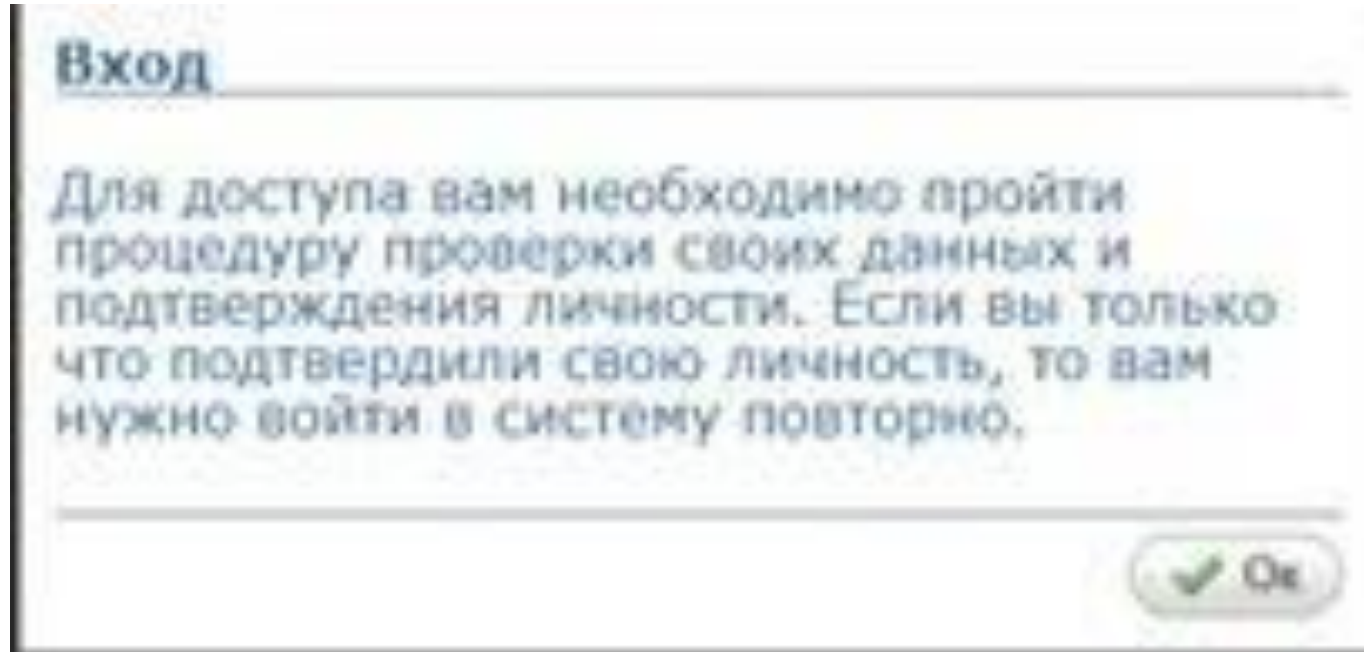 Вход
Для доступа вам необходимо пройти
процедуру проверки своих данных и
подтверждения личности. Если вы только
что подтвердили свою личность, то вам
нужно войти в систему повторно.
Ок